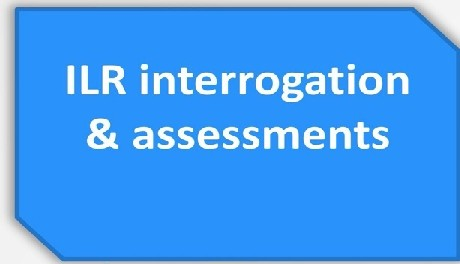 ILR interrogation
& assessments